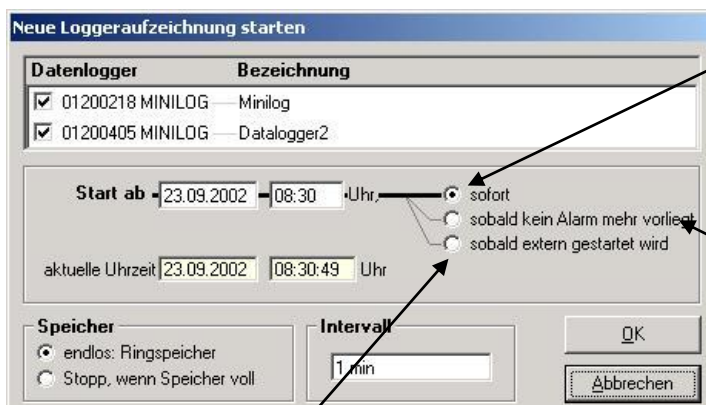 Neue Loggeraufzeichnung starten
Datenlogger Bezeichnung
01200218 MINILOG Minilog
01200405 MINILOG Datalogger2
Start ab 23.09.2002 08:30 Uhr, sofort
sobald kein Alarm mehr vorliegt
sobald extern gestartet wird
aktuelle Uhrzeit 23.09.2002 08:30:49 Uhr
Speicher
endlos: Ringspeicher
Stopp, wenn Speicher voll
Intervall
1 min
OK
Abbrechen